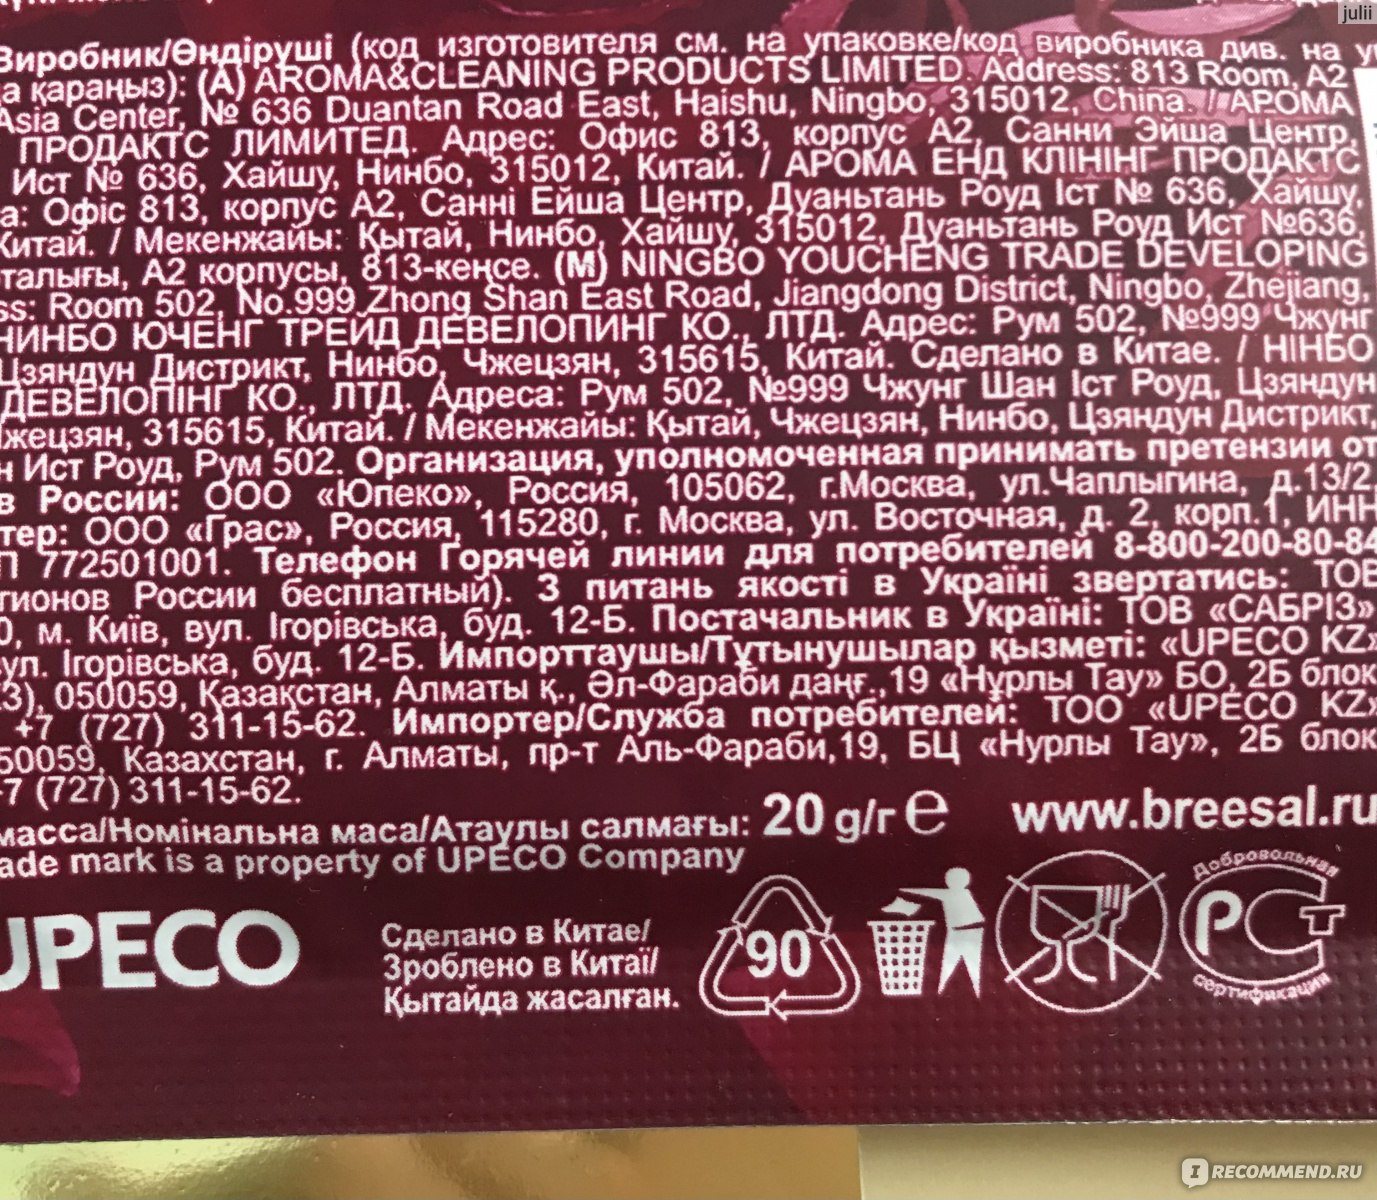 julii
Виробник/Өндіруші (код изготовителя см. на упаковке/код виробника див. на
а қараңыз): (A) AROMA&CLEANING PRODUCTS LIMITED. Address: 813 Room, A2
Asia Center, № 636 Duantan Road East, Haishu, Ningbo, 315012, China. / АРОМА
ПРОДАКТС ЛИМИТЕД. Адрес: Офис 813, корпус А2, Санни Эйша Центр,
Ист № 636, Хайшу, Нинбо, 315012, Китай. / АРОМА ЕНД КЛІНІНГ ПРОДАКТС
а: Офіс 813, корпус А2, Санні Ейша Центр, Дуаньтань Роуд Іст № 636, Хайшу,
Китай. / Мекенжайы: Қытай, Нинбо, Хайшу, 315012, Дуаньтань Роуд Ист №636,
талығы, А2 корпусы, 813-кеңсе. (M) NINGBO YOUCHENG TRADE DEVELOPING
ss: Room 502, No.999 Zhong Shan East Road, Jiangdong District, Ningbo, Zhejiang,
НИНБО ЮЧЕНГ ТРЕЙД ДЕВЕЛОПИНГ КО., ЛТД. Адрес: Рум 502, №999 Чжунг
Цзяндун Дистрикт, Нинбо, Чжецзян, 315615, Китай. Сделано в Китае. / НІНБО
ДЕВЕЛОПІНГ КО., ЛТД. Адреса: Рум 502, №999 Чжунг Шан Іст Роуд, Цзяндун
жецзян, 315615, Китай. / Мекенжайы: Қытай, Чжецзян, Нинбо, Цзяндун Дистрикт,
н Ист Роуд, Рум 502. Организация, уполномоченная принимать претензии от
в России: ООО «Юпеко», Россия, 105062, г.Москва, ул.Чаплыгина, д.13/2,
тер: ООО «Грас», Россия, 115280, г. Москва, ул. Восточная, д. 2, корп.1, ИНН
П 772501001. Телефон Горячей линии для потребителей 8-800-200-80-84
гионов России бесплатный). З питань якості в Україні звертатись: ТОВ
0, м. Київ, вул. Ігорівська, буд. 12-Б. Постачальник в Україні: ТОВ «САБРІЗ»
ул. Ігорівська, буд. 12-Б. Импорттаушы/Тұтынушылар қызметі: «UPECO KZ»
3), 050059, Қазақстан, Алматы қ., Әл-Фараби даңғ.,19 «Нұрлы Тау» БО, 2Б блок
+7 (727) 311-15-62. Импортер/Служба потребителей: ТОО «UPECO KZ»
50059, Казахстан, г. Алматы, пр-т Аль-Фараби,19, БЦ «Нурлы Тау», 2Б блок
+7 (727) 311-15-62.
масса/Номінальна маса/Атаулы салмағы: 20 g/г e www.breesal.ru
ade mark is a property of UPECO Company
UPECO
Сделано в Китае/
Зроблено в Китаї/
Қытайда жасалған.
90
Добровольная
РСТ
сертификация
IRECOMMEND.RU